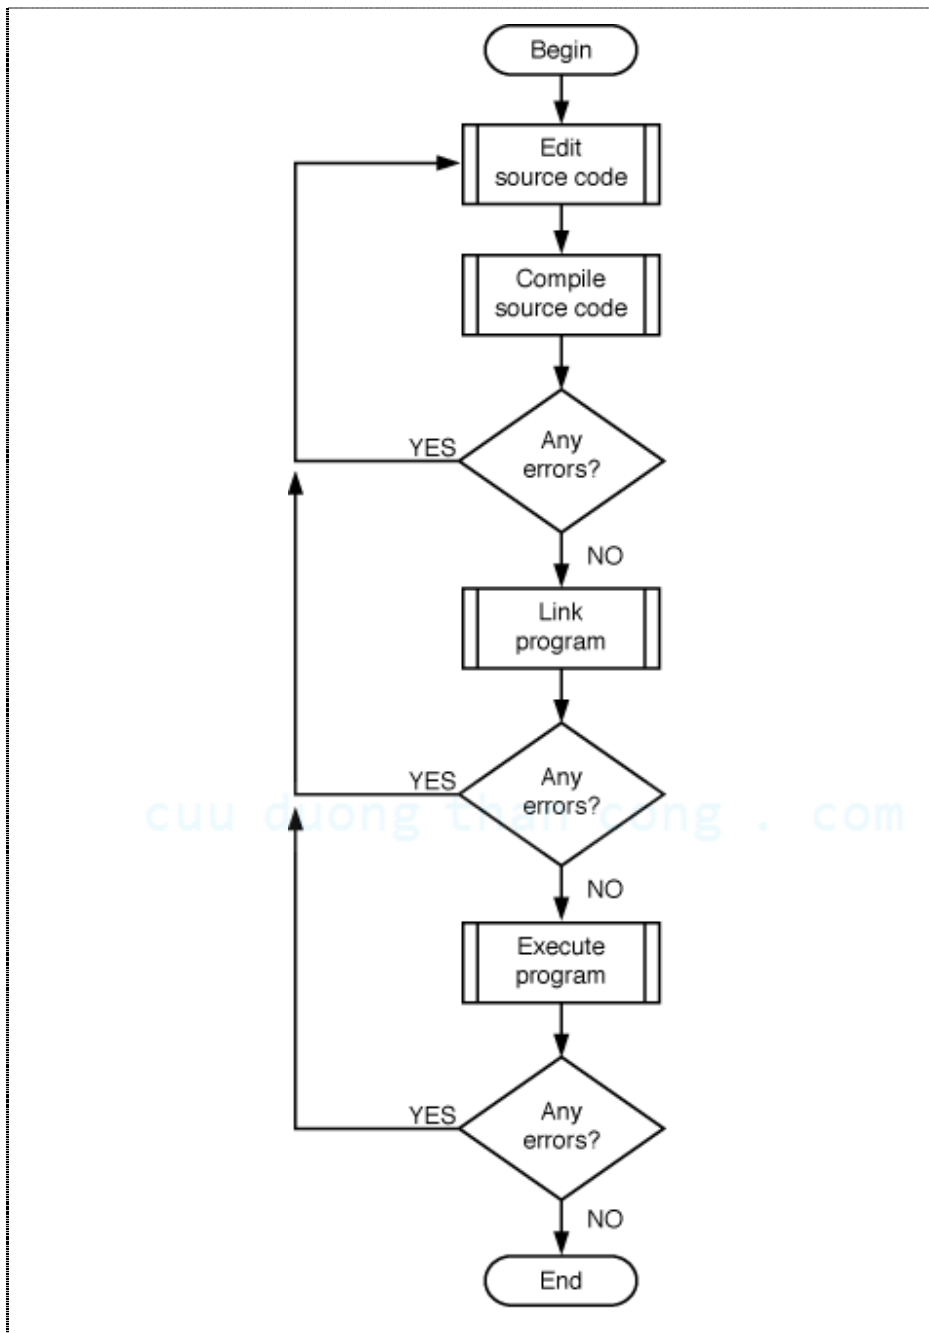 Begin
Edit
source code
Compile
source code
Any
errors?
YES
NO
Link
program
Any
errors?
YES
cuu duong than cong . com
NO
Execute
program
Any
errors?
YES
NO
End